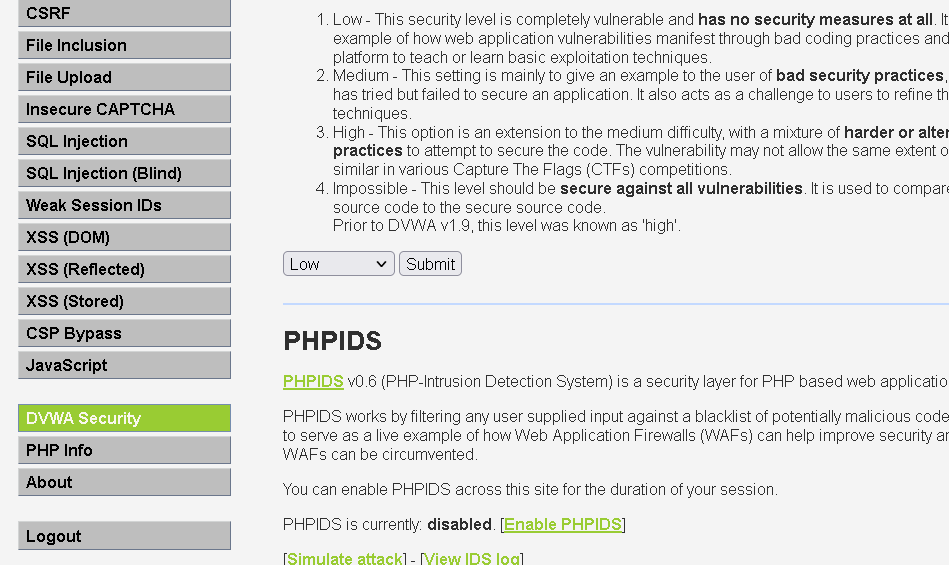 CSRF
File Inclusion
File Upload
Insecure CAPTCHA
SQL Injection
SQL Injection (Blind)
Weak Session IDs
XSS (DOM)
XSS (Reflected)
XSS (Stored)
CSP Bypass
JavaScript
DVWA Security
PHP Info
About
Logout
1. Low - This security level is completely vulnerable and has no security measures at all. It
example of how web application vulnerabilities manifest through bad coding practices and
platform to teach or learn basic exploitation techniques.
2. Medium - This setting is mainly to give an example to the user of bad security practices,
has tried but failed to secure an application. It also acts as a challenge to users to refine th
techniques.
3. High - This option is an extension to the medium difficulty, with a mixture of harder or alter
practices to attempt to secure the code. The vulnerability may not allow the same extent o
similar in various Capture The Flags (CTFs) competitions.
4. Impossible - This level should be secure against all vulnerabilities. It is used to compare
source code to the secure source code.
Prior to DVWA v1.9, this level was known as 'high'.
Low Submit
PHPIDS
PHPIDS v0.6 (PHP-Intrusion Detection System) is a security layer for PHP based web applicatio
PHPIDS works by filtering any user supplied input against a blacklist of potentially malicious code
to serve as a live example of how Web Application Firewalls (WAFs) can help improve security an
WAFs can be circumvented.
You can enable PHPIDS across this site for the duration of your session.
PHPIDS is currently: disabled. [Enable PHPIDS]
[Simulate attack] - [View IDS log]